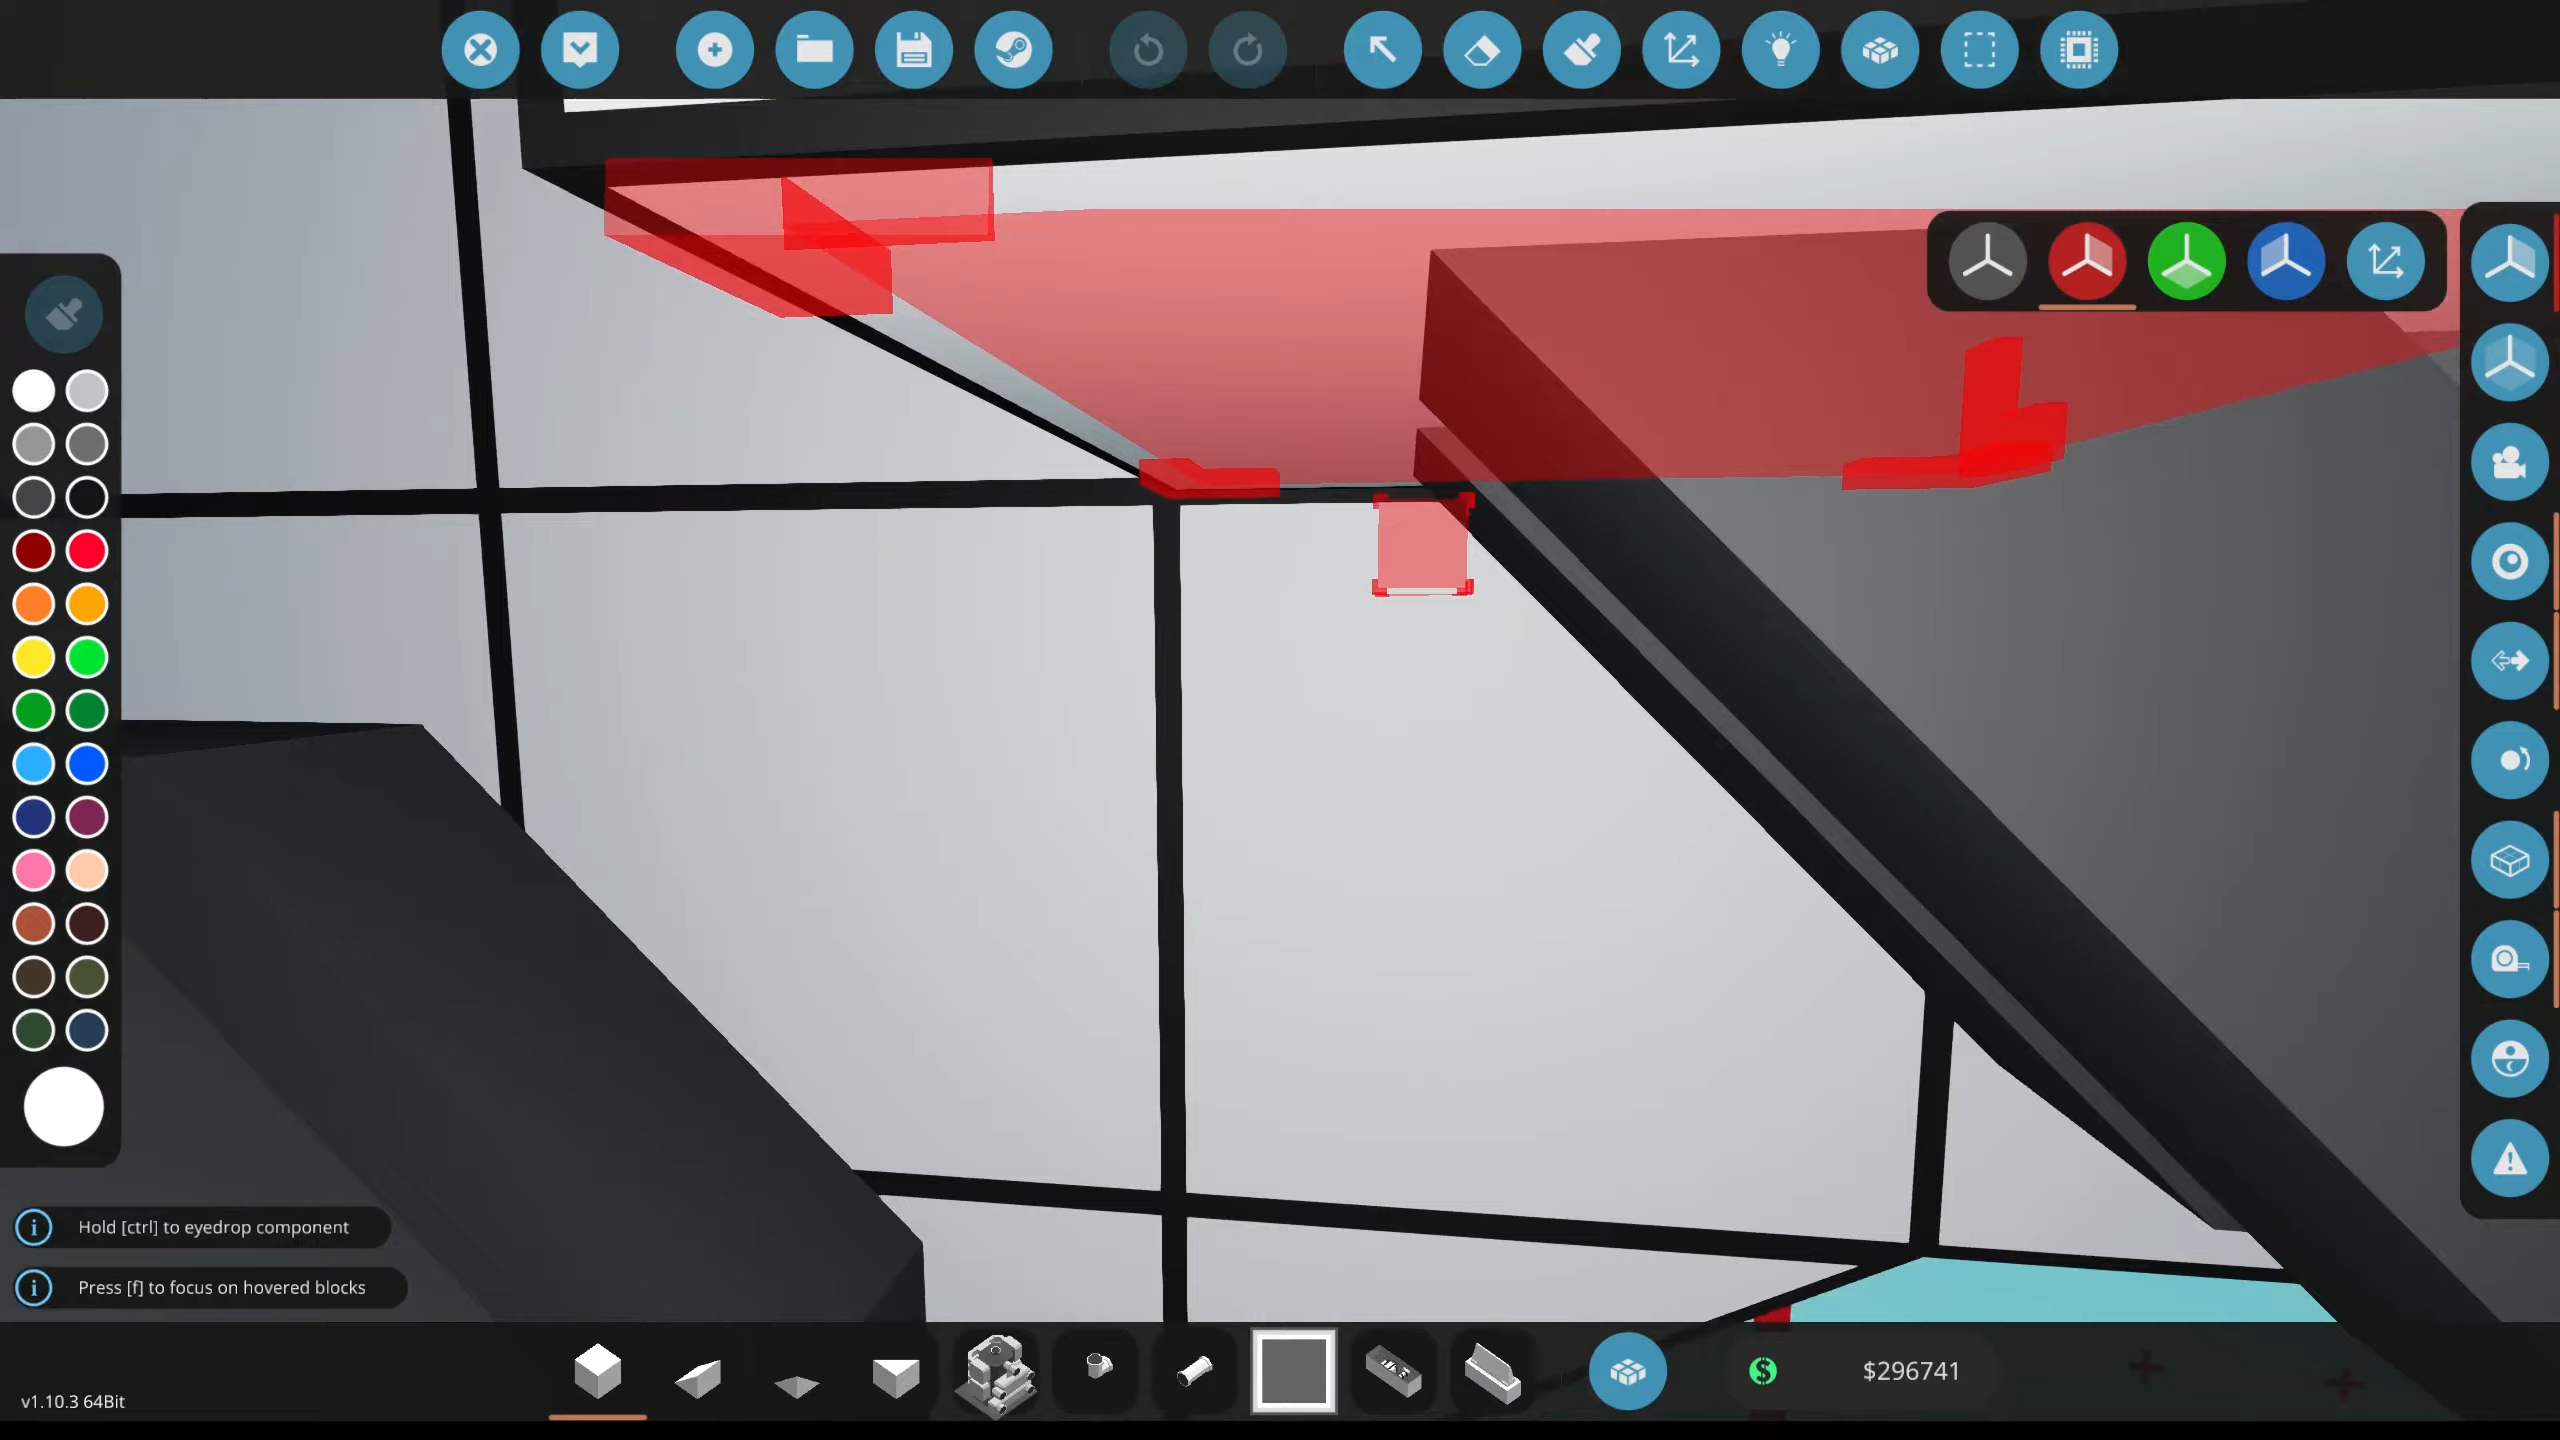 Hold [ctrl] to eyedrop component
Press [f] to focus on hovered blocks
$296741
v1.10.3 64Bit